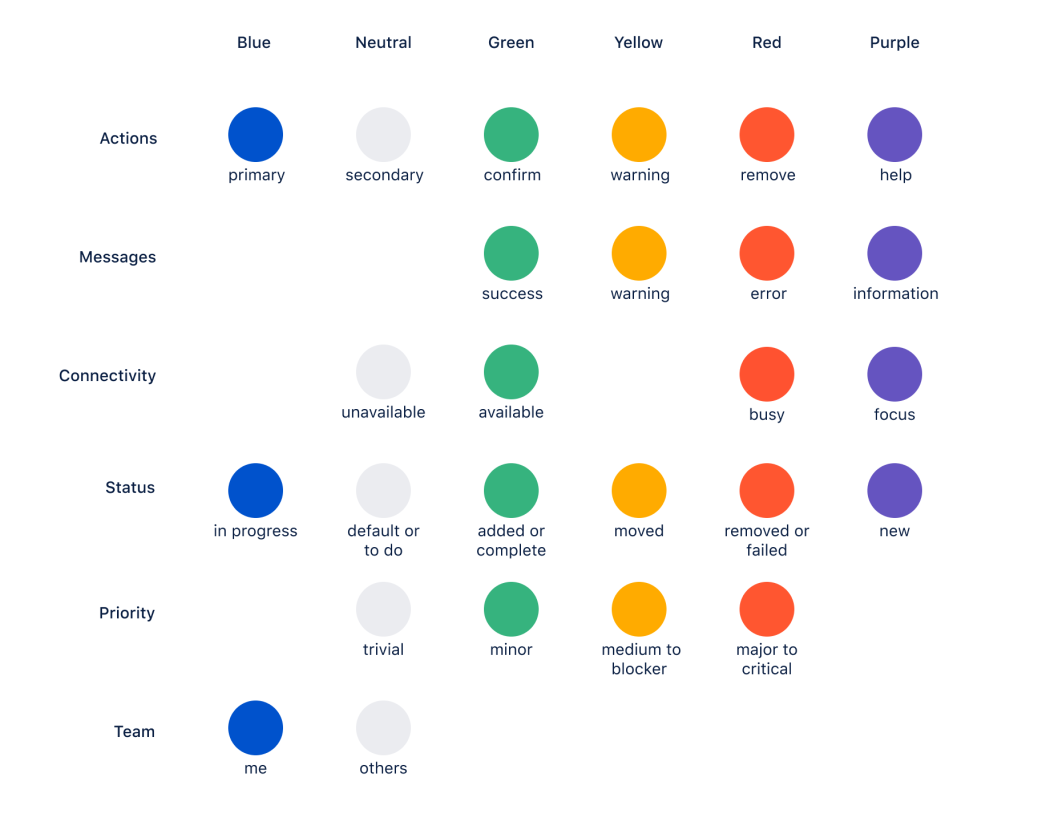 Blue Neutral Green Yellow Red Purple
Actions
primary secondary confirm warning remove help
Messages
success warning error information
Connectivity
unavailable available busy focus
Status
in progress default or added or moved removed or new
to do complete failed
Priority
trivial minor medium to major to
blocker critical
Team
me others